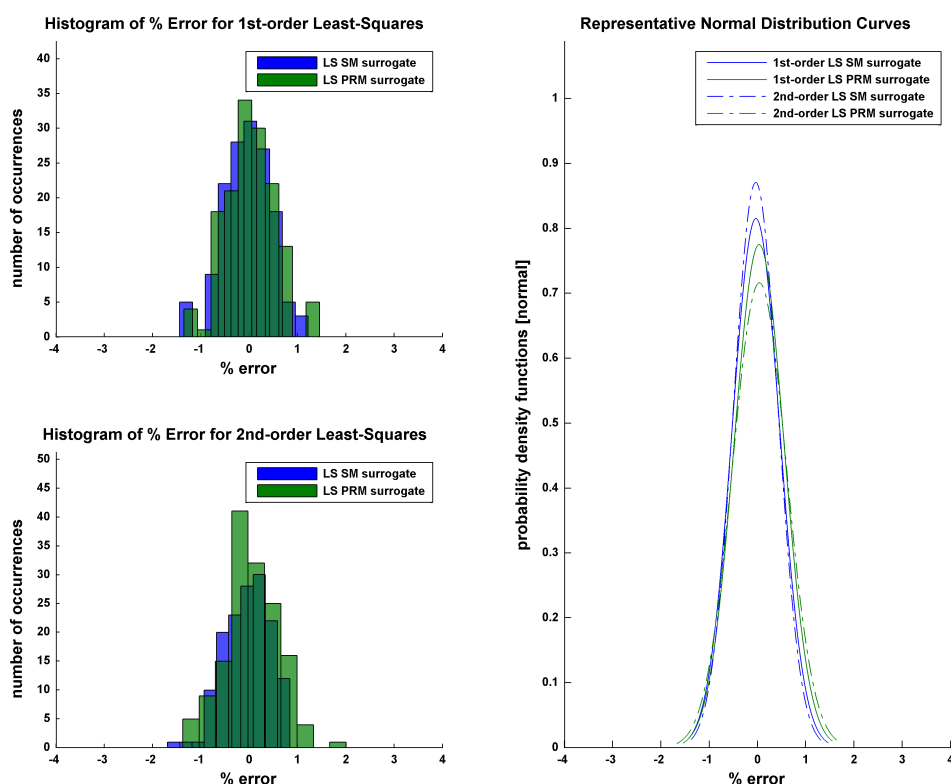 Histogram of % Error for 1st-order Least-Squares
LS SM surrogate
LS PRM surrogate
number of occurrences
40
35
30
25
20
15
10
5
0
-4 -3 -2 -1 0 1 2 3 4
% error
Histogram of % Error for 2nd-order Least-Squares
LS SM surrogate
LS PRM surrogate
number of occurrences
50
45
40
35
30
25
20
15
10
5
0
-4 -3 -2 -1 0 1 2 3 4
% error
Representative Normal Distribution Curves
1st-order LS SM surrogate
1st-order LS PRM surrogate
2nd-order LS SM surrogate
2nd-order LS PRM surrogate
probability density functions [normal]
1
0.9
0.8
0.7
0.6
0.5
0.4
0.3
0.2
0.1
0
-4 -3 -2 -1 0 1 2 3 4
% error